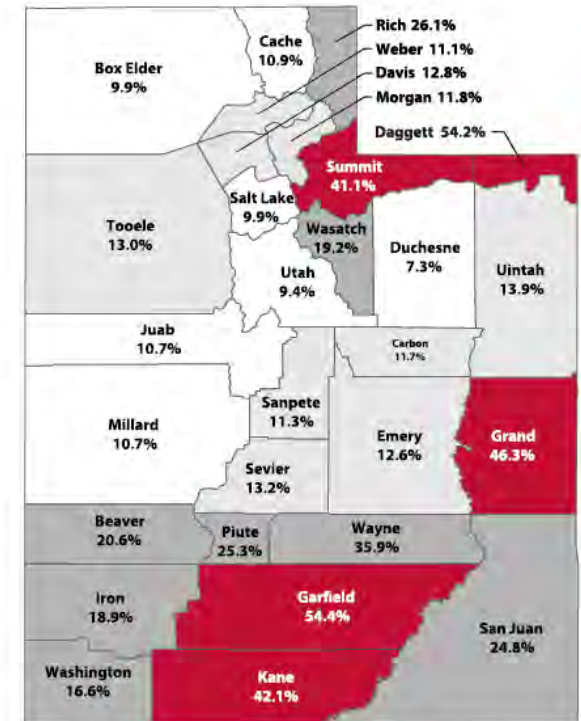 Rich 26.1%
Weber 11.1%
Davis 12.8%
Morgan 11.8%
Daggett 54.2%
Cache
10.9%
Box Elder
9.9%
Summit
41.1%
Salt Lake
9.9%
Tooele
13.0%
Wasatch
19.2%
Duchesne
7.3%
Uintah
13.9%
Utah
9.4%
Juab
10.7%
Carbon
11.7%
Sanpete
11.3%
Millard
10.7%
Emery
12.6%
Grand
46.3%
Sevier
13.2%
Beaver
20.6%
Piute
25.3%
Wayne
35.9%
Iron
18.9%
Garfield
54.4%
San Juan
24.8%
Washington
16.6%
Kane
42.1%